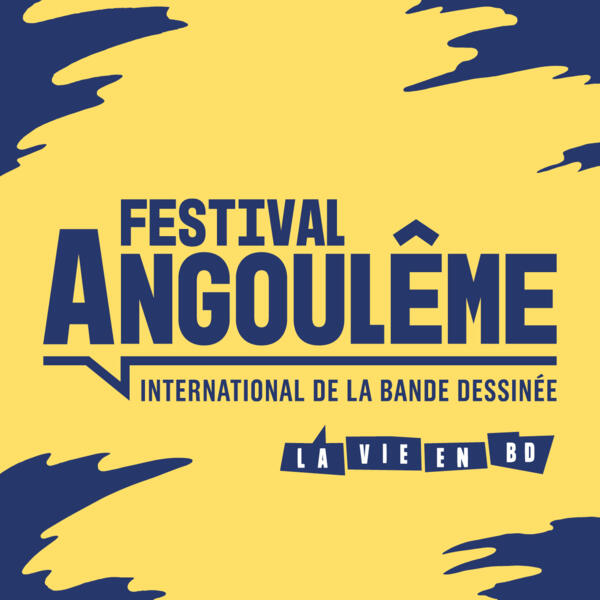 FESTIVAL
ANGOULÊME
INTERNATIONAL DE LA BANDE DESSINÉE
LA VIE EN BD